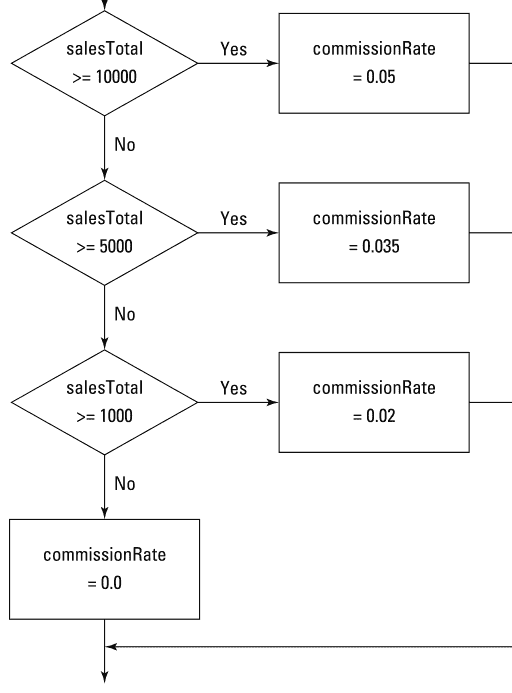 salesTotal
>= 10000
Yes
commissionRate
= 0.05
No
salesTotal
>= 5000
Yes
commissionRate
= 0.035
No
salesTotal
>= 1000
Yes
commissionRate
= 0.02
No
commissionRate
= 0.0